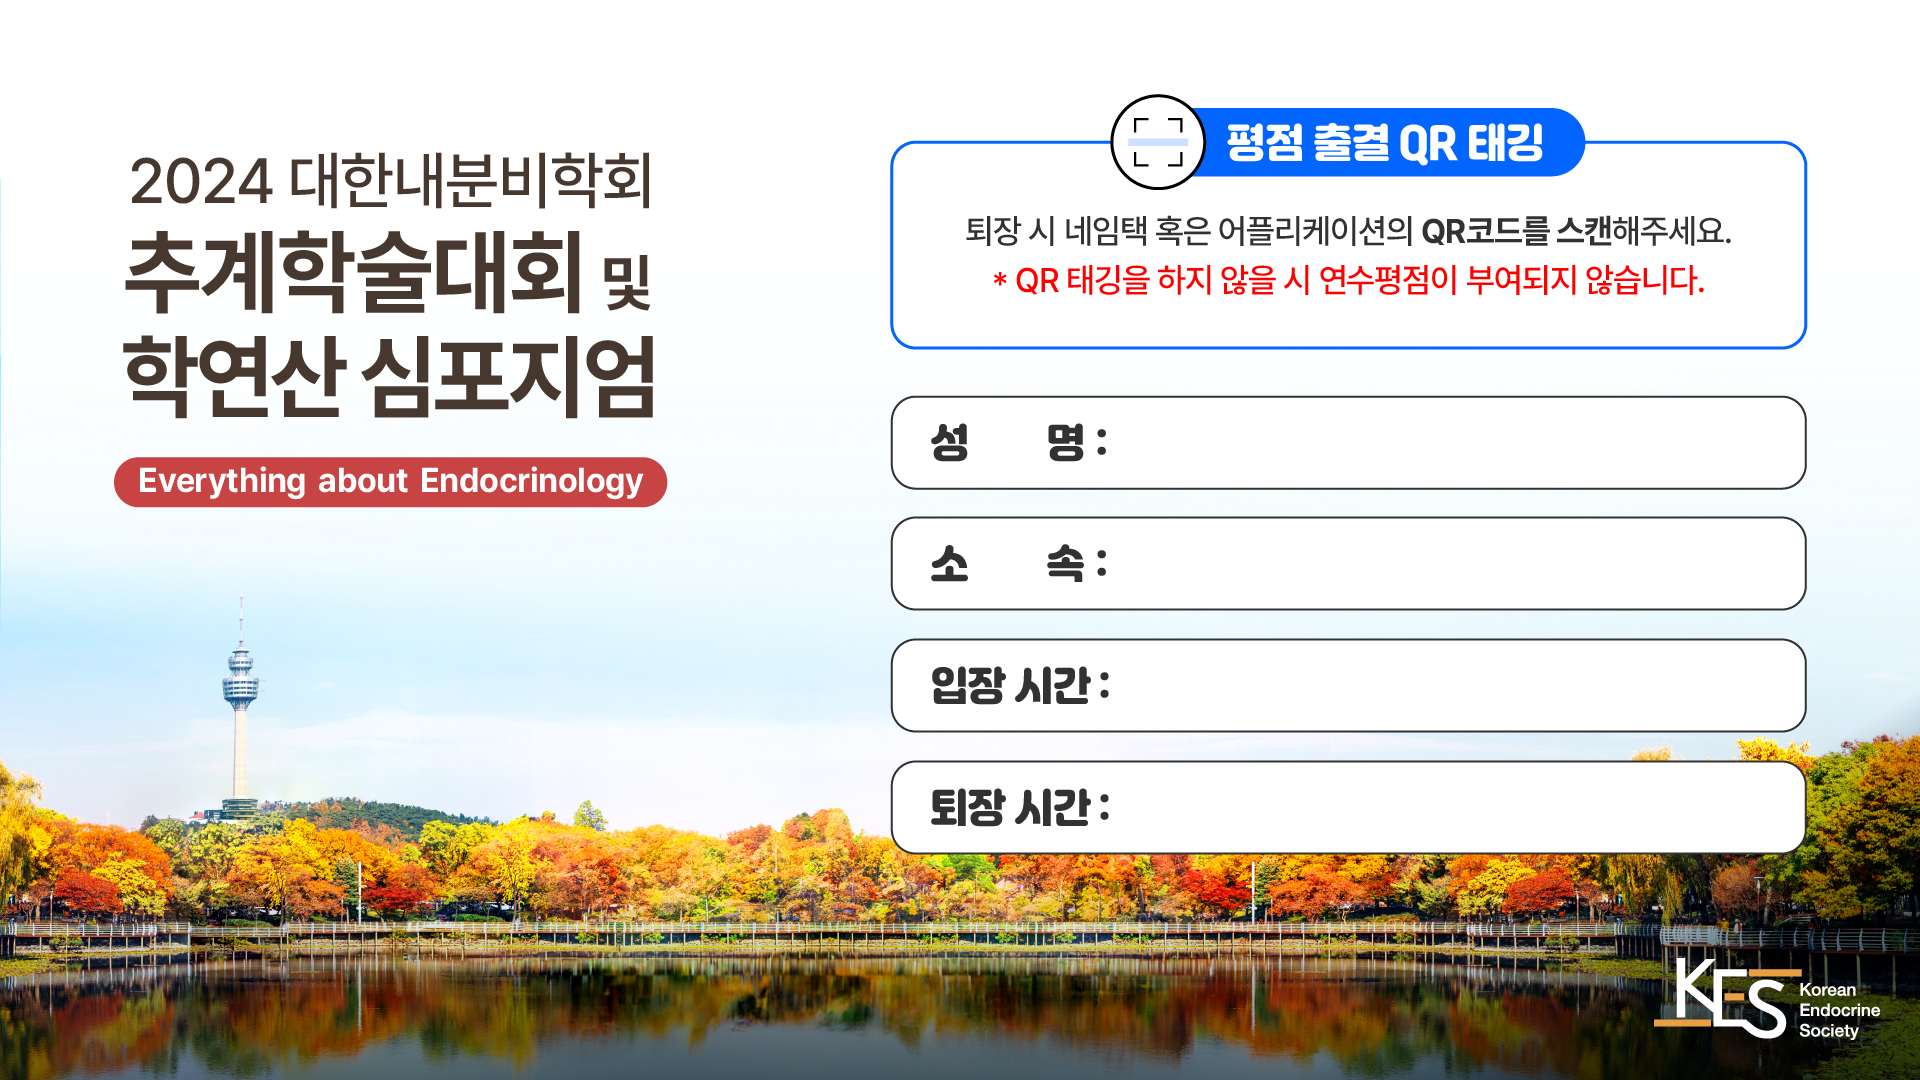 2024 대한내분비학회
추계학술대회 및
학연산 심포지엄
Everything about Endocrinology
평점 출결 QR 태깅
퇴장 시 네임택 혹은 어플리케이션의 QR코드를 스캔해주세요.
* QR 태깅을 하지 않을 시 연수평점이 부여되지 않습니다.
성 명 :
소 속 :
입장 시간 :
퇴장 시간 :
KES
Korean
Endocrine
Society